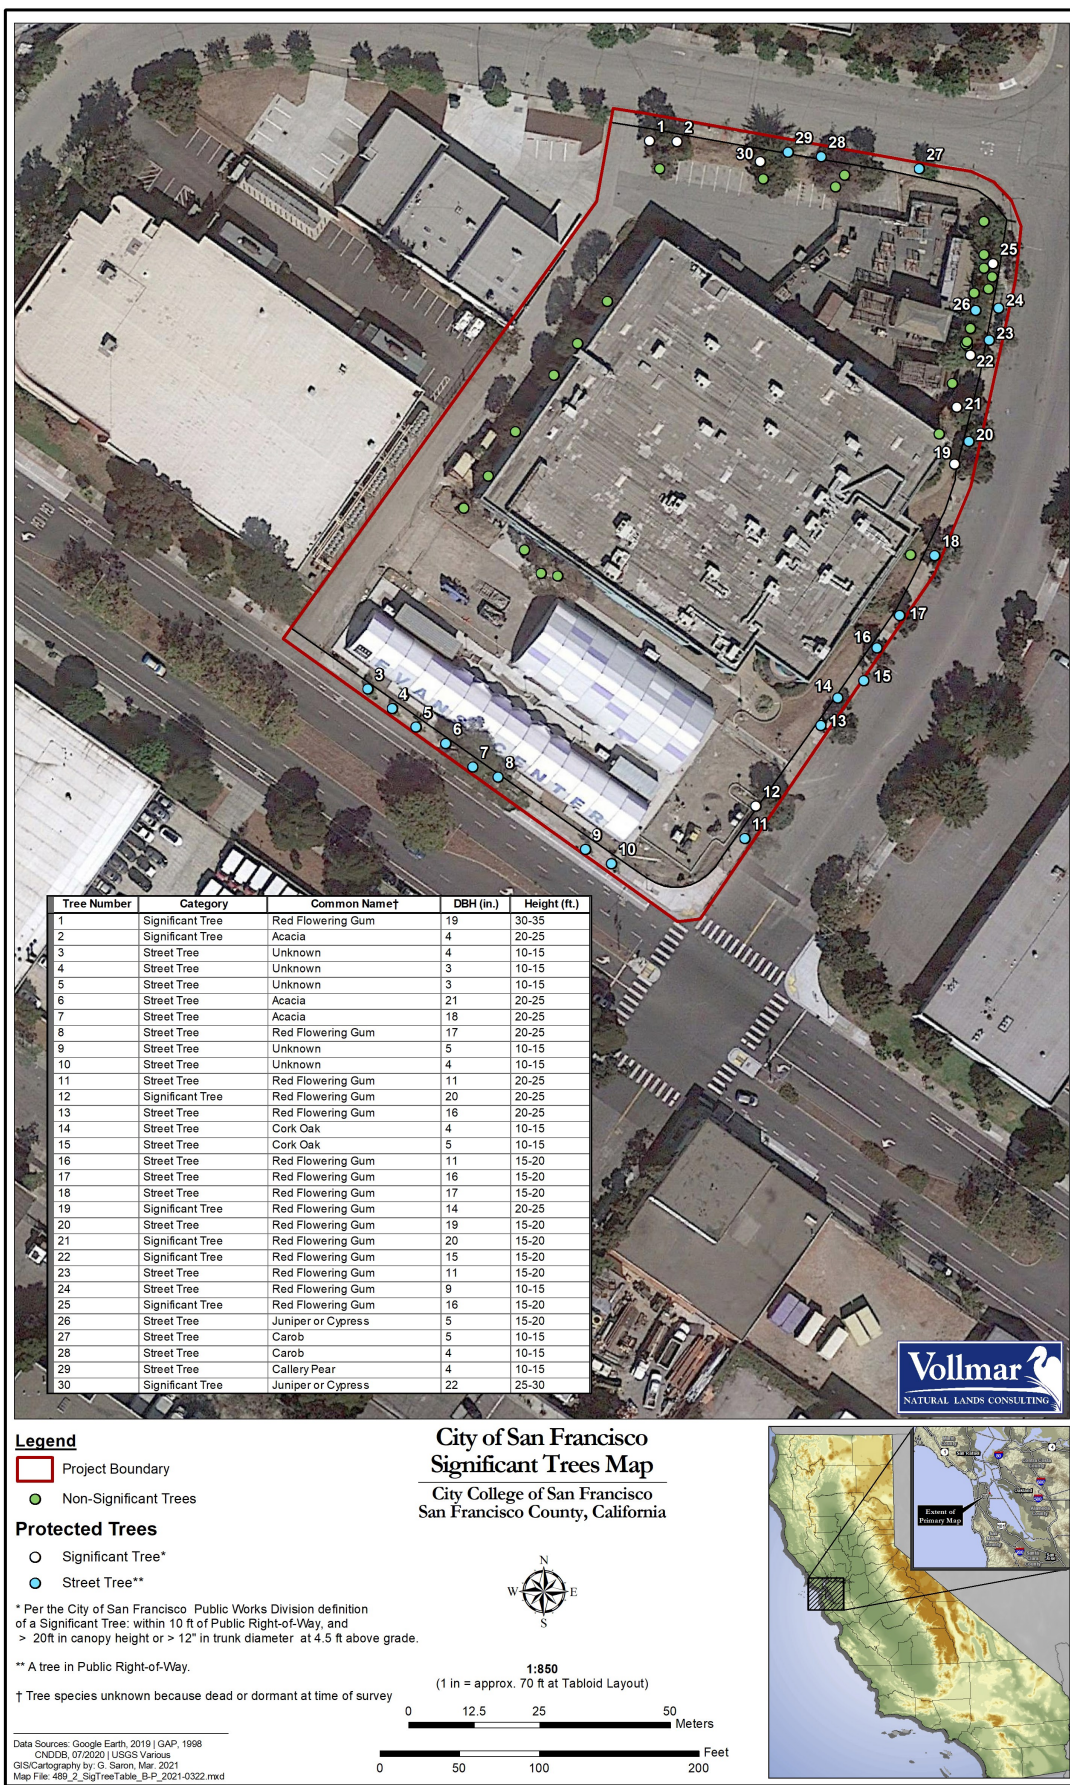 1 2
30 29 28 27
25
26 24
23
22
21
20
19
18
17
16
15
14
13
12
11
3
4
5
6
7
8
9
10
EVANS CENTER
Tree Number Category Common Name† DBH (in.) Height (ft.)
1 Significant Tree Red Flowering Gum 19 30-35
2 Significant Tree Acacia 4 20-25
3 Street Tree Unknown 4 10-15
4 Street Tree Unknown 3 10-15
5 Street Tree Unknown 3 10-15
6 Street Tree Acacia 21 20-25
7 Street Tree Acacia 18 20-25
8 Street Tree Red Flowering Gum 17 20-25
9 Street Tree Unknown 5 10-15
10 Street Tree Unknown 4 10-15
11 Street Tree Red Flowering Gum 11 20-25
12 Significant Tree Red Flowering Gum 20 20-25
13 Street Tree Red Flowering Gum 16 20-25
14 Street Tree Cork Oak 4 10-15
15 Street Tree Cork Oak 5 10-15
16 Street Tree Red Flowering Gum 11 15-20
17 Street Tree Red Flowering Gum 16 15-20
18 Street Tree Red Flowering Gum 17 15-20
19 Significant Tree Red Flowering Gum 14 20-25
20 Street Tree Red Flowering Gum 19 15-20
21 Significant Tree Red Flowering Gum 20 15-20
22 Significant Tree Red Flowering Gum 15 15-20
23 Street Tree Red Flowering Gum 11 15-20
24 Street Tree Red Flowering Gum 9 10-15
25 Significant Tree Red Flowering Gum 16 15-20
26 Street Tree Juniper or Cypress 5 15-20
27 Street Tree Carob 5 10-15
28 Street Tree Carob 4 10-15
29 Street Tree Callery Pear 4 10-15
30 Significant Tree Juniper or Cypress 22 25-30
Vollmar
NATURAL LANDS CONSULTING
Legend
Project Boundary
Non-Significant Trees
Protected Trees
Significant Tree*
Street Tree**
* Per the City of San Francisco Public Works Division definition
of a Significant Tree: within 10 ft of Public Right-of-Way, and
> 20ft in canopy height or > 12" in trunk diameter at 4.5 ft above grade.
** A tree in Public Right-of-Way.
† Tree species unknown because dead or dormant at time of survey
Data Sources: Google Earth, 2019 | GAP, 1998
CNDDB, 07/2020 | USGS Various
GIS/Cartography by: G. Saron, Mar. 2021
Map File: 489_2_SigTreeTable_B-P_2021-0322.mxd
City of San Francisco
Significant Trees Map
City College of San Francisco
San Francisco County, California
N
W E
S
1:850
(1 in = approx. 70 ft at Tabloid Layout)
0 12.5 25 50
Meters
Feet
0 50 100 200
Extent of
Primary Map